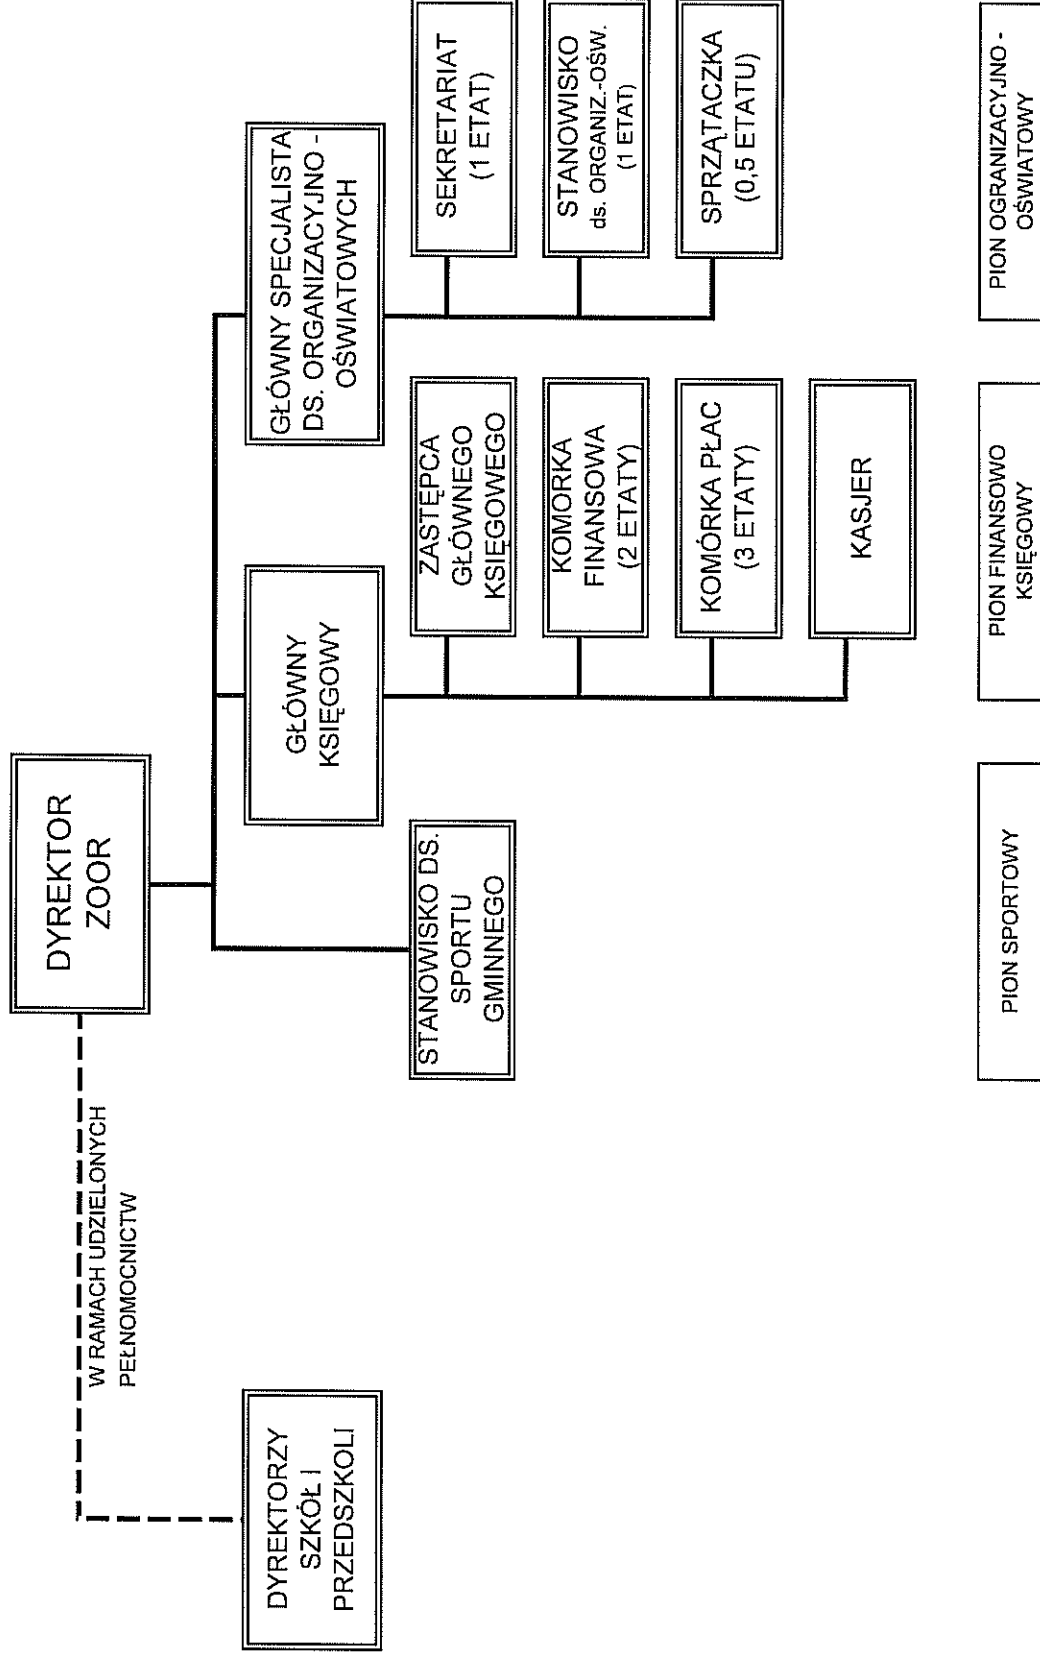 DYREKTOR
ZOOR
W RAMACH UDZIELONYCH
PEŁNOMOCNICTW
DYREKTORZY
SZKÓŁ I
PRZEDSZKOLI
GŁÓWNY
KSIĘGOWY
GŁÓWNY SPECJALISTA
DS. ORGANIZACYJNO -
OŚWIATOWYCH
STANOWISKO DS.
SPORTU
GMINNEGO
ZASTĘPCA
GŁÓWNEGO
KSIĘGOWEGO
SEKRETARIAT
(1 ETAT)
KOMORKA
FINANSOWA
(2 ETATY)
STANOWISKO
ds. ORGANIZ.-OŚW.
(1 ETAT)
KOMÓRKA PŁAC
(3 ETATY)
SPRZĄTACZKA
(0,5 ETATU)
KASJER
PION SPORTOWY
PION FINANSOWO
KSIĘGOWY
PION OGRANIZACYJNO -
OŚWIATOWY